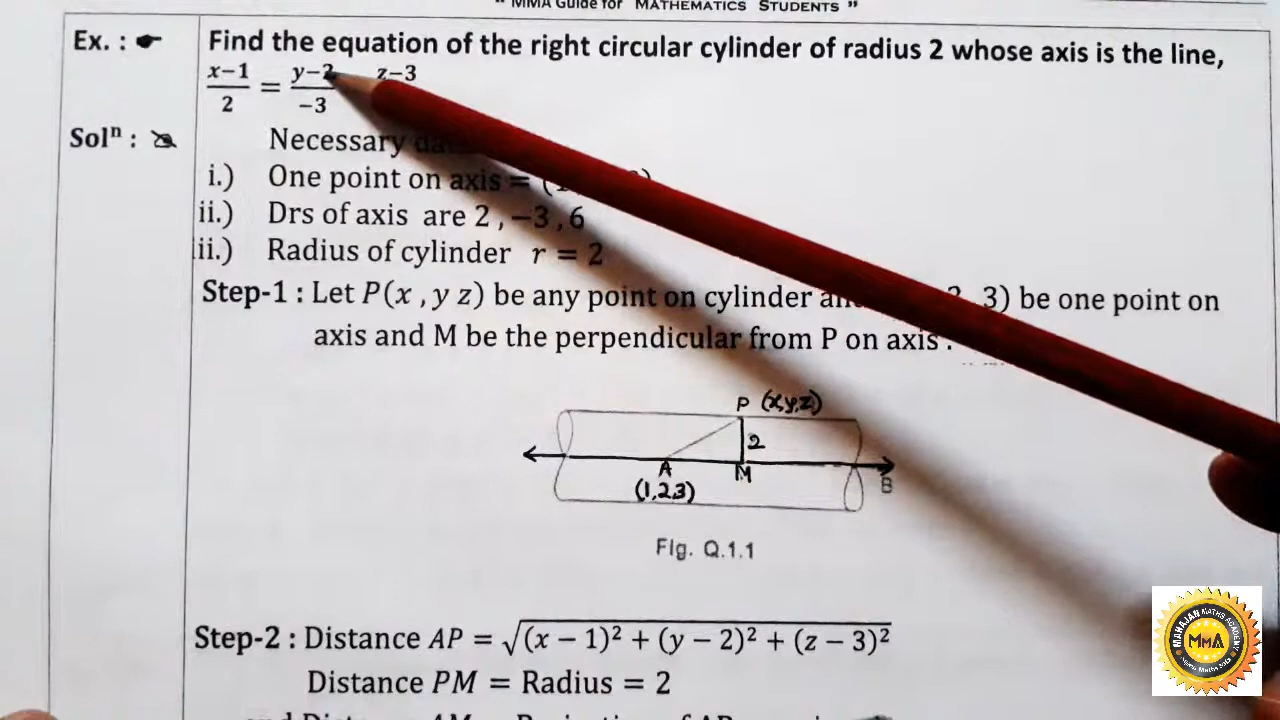 “ MMA Guide for MATHEMATICS STUDENTS ”
Ex. : Find the equation of the right circular cylinder of radius 2 whose axis is the line,
x−1/2 = y−2/−3 z−3
Solⁿ : Necessary
i.) One point on axis = (
ii.) Drs of axis are 2 , −3 , 6
ii.) Radius of cylinder r = 2
Step-1 : Let P(x , y z) be any point on cylinder 3) be one point on
axis and M be the perpendicular from P on axis .
P (x,y,z)
2
A M
(1,2,3) B
Fig. Q.1.1
Step-2 : Distance AP = √(x − 1)² + (y − 2)² + (z − 3)²
Distance PM = Radius = 2
MAHAJAN MATHS ACADEMY
MMA